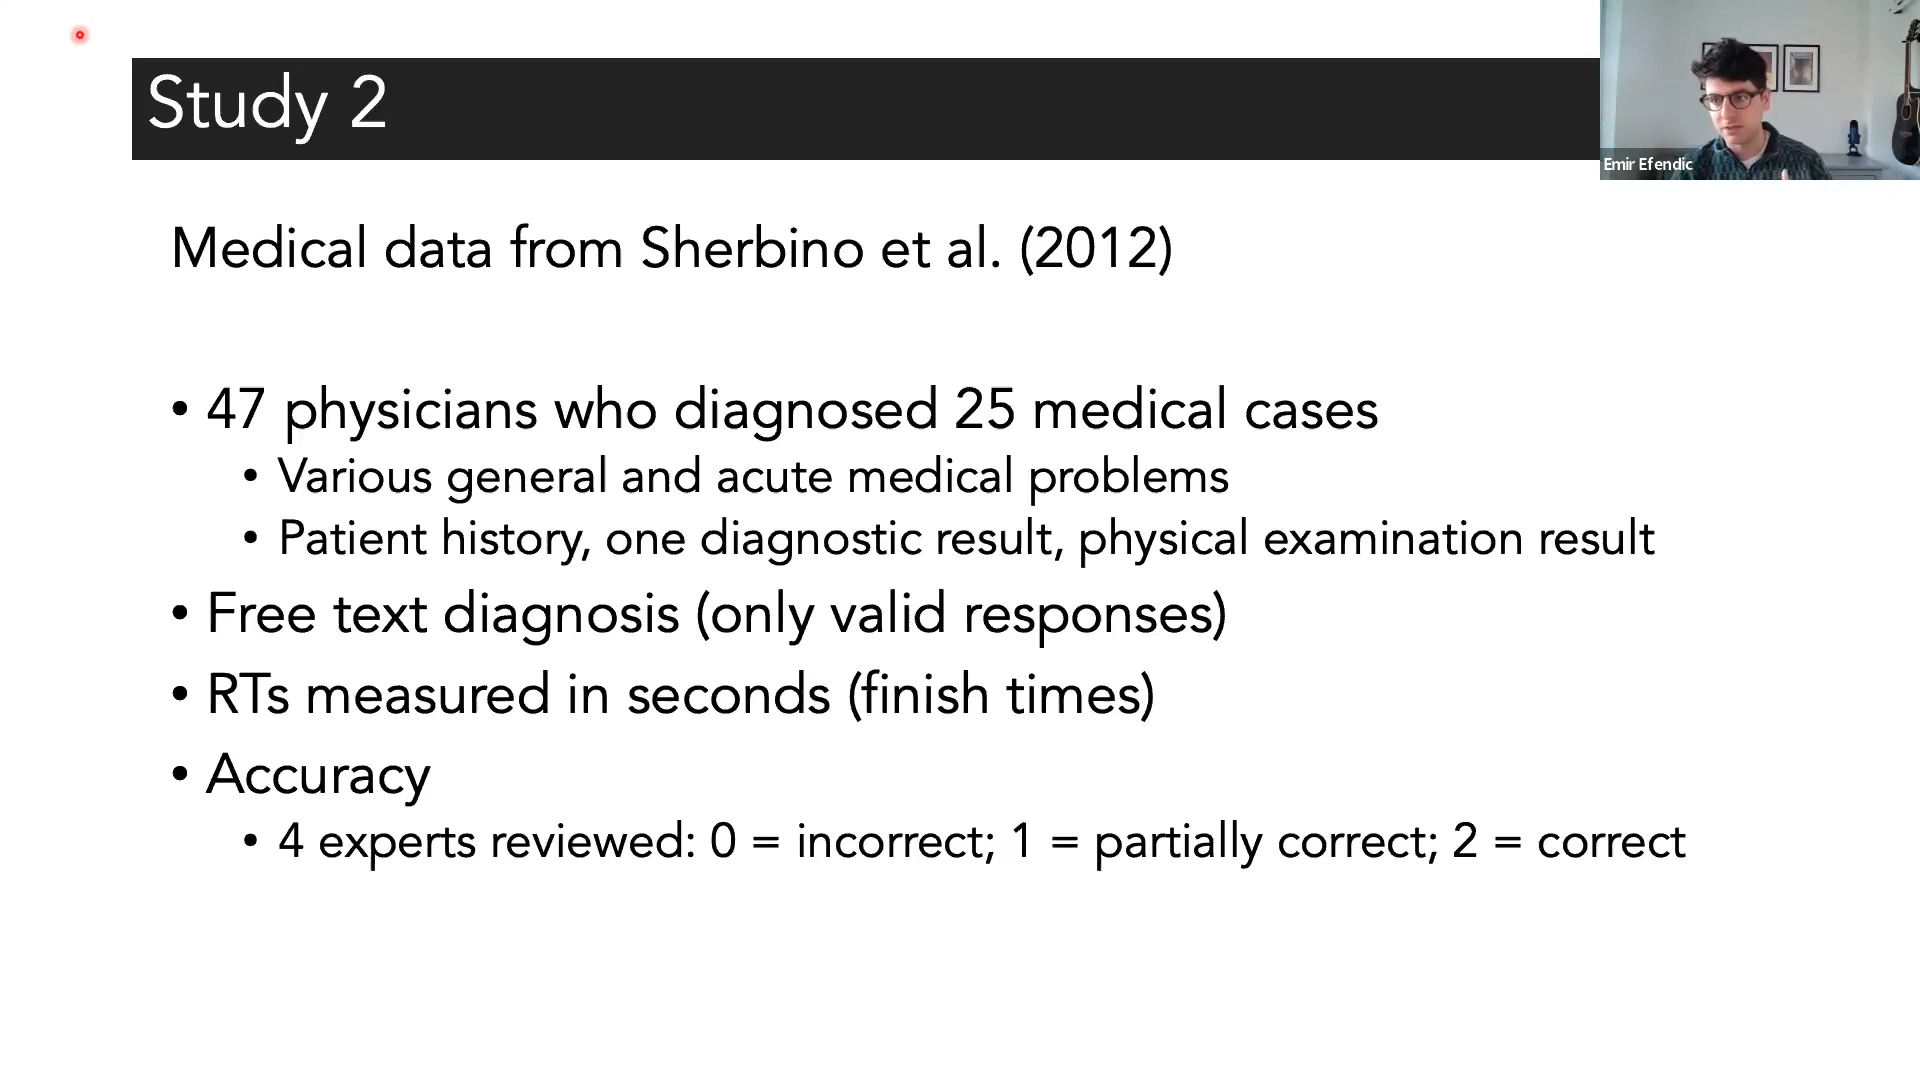 Study 2
Emir Efendic
Medical data from Sherbino et al. (2012)
• 47 physicians who diagnosed 25 medical cases
• Various general and acute medical problems
• Patient history, one diagnostic result, physical examination result
• Free text diagnosis (only valid responses)
• RTs measured in seconds (finish times)
• Accuracy
• 4 experts reviewed: 0 = incorrect; 1 = partially correct; 2 = correct